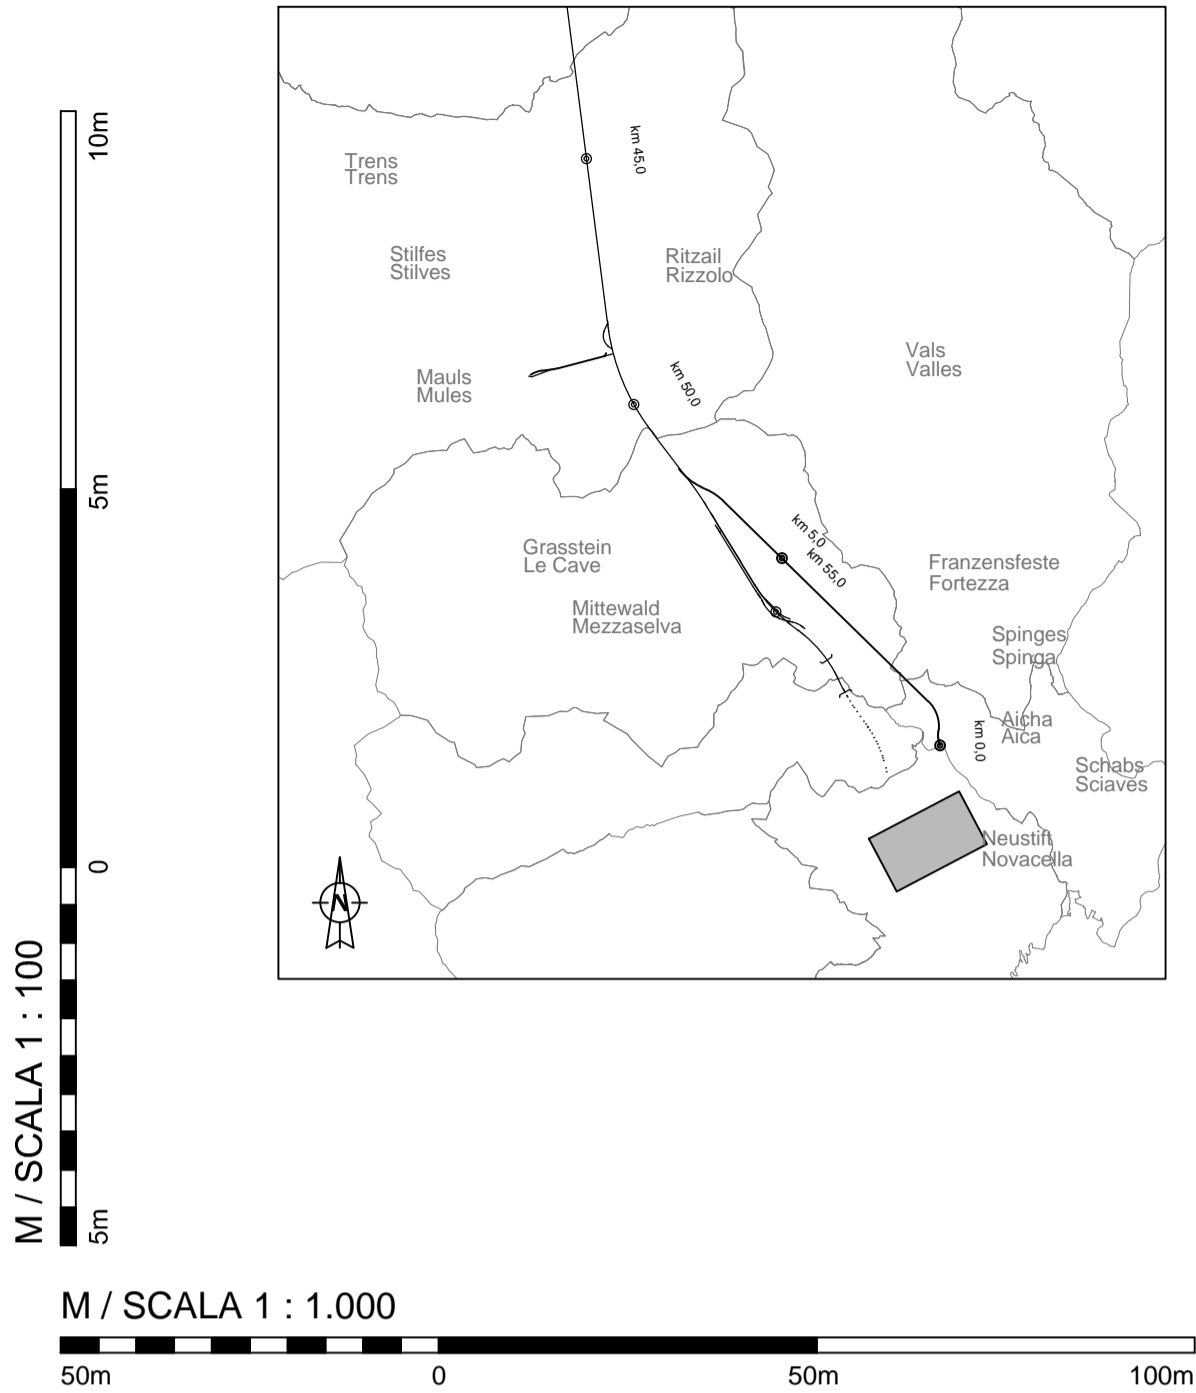 km 45,0
Trens
Trens
Stilfes
Stilves
Ritzail
Rizzolo
Vals
Valles
km 50,0
Mauls
Mules
km 5,0
km 55,0
Grasstein
Le Cave
Franzensfeste
Fortezza
Mittewald
Mezzaselva
Spinges
Spinga
Aicha
Aica
km 0,0
Schabs
Sciaves
Neustift
Novacella
N
10m
5m
0
5m
M / SCALA 1 : 100
M / SCALA 1 : 1.000
50m 0 50m 100m